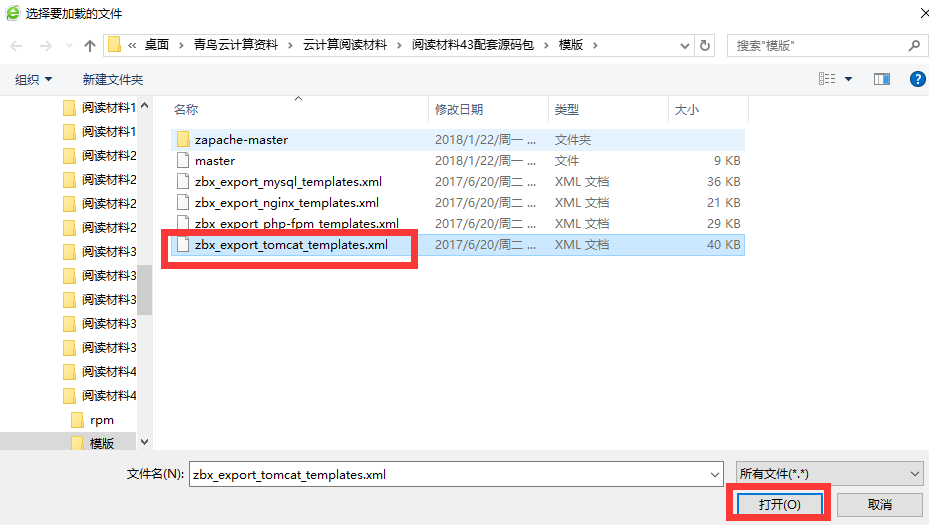 选择要加载的文件
« 桌面 › 青鸟云计算资料 › 云计算阅读材料 › 阅读材料43配套源码包 › 模版 ›
搜索"模版"
组织
新建文件夹
名称 修改日期 类型 大小
阅读材料1
阅读材料1
阅读材料2
阅读材料2
阅读材料2
阅读材料2
阅读材料3
阅读材料3
阅读材料3
阅读材料3
阅读材料3
阅读材料4
阅读材料4
rpm
模版
zapache-master 2018/1/22/周一 ... 文件夹
master 2018/1/22/周一 ... 文件 9 KB
zbx_export_mysql_templates.xml 2017/6/20/周二 ... XML 文档 36 KB
zbx_export_nginx_templates.xml 2017/6/20/周二 ... XML 文档 21 KB
zbx_export_php-fpm_templates.xml 2017/6/20/周二 ... XML 文档 29 KB
zbx_export_tomcat_templates.xml 2017/6/20/周二 ... XML 文档 40 KB
文件名(N): zbx_export_tomcat_templates.xml
所有文件(*.*)
打开(O)
取消